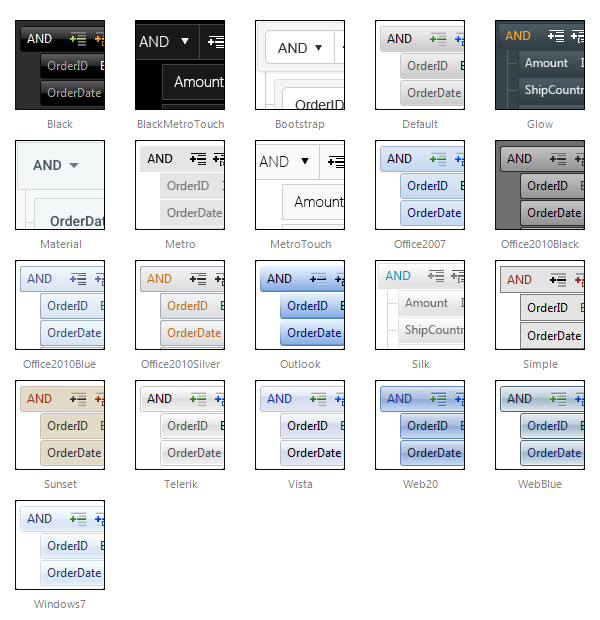 AND
OrderID E
OrderDate
Black
AND
Amount
BlackMetroTouch
AND
OrderID
Bootstrap
AND
OrderID E
OrderDate
Default
AND
Amount I
ShipCountry
Glow
AND
OrderDat
Material
AND
OrderID
OrderDate
Metro
AND
Amount
MetroTouch
AND
OrderID E
OrderDate
Office2007
AND
OrderID E
OrderDate
Office2010Black
AND
OrderID E
OrderDate
Office2010Blue
AND
OrderID E
OrderDate
Office2010Silver
AND
OrderID E
OrderDate
Outlook
AND
Amount I
ShipCountr
Silk
AND
OrderID E
OrderDate
Simple
AND
OrderID E
OrderDate
Sunset
AND
OrderID E
OrderDate
Telerik
AND
OrderID E
OrderDate
Vista
AND
OrderID E
OrderDate
Web20
AND
OrderID E
OrderDate
WebBlue
AND
OrderID E
OrderDate
Windows7